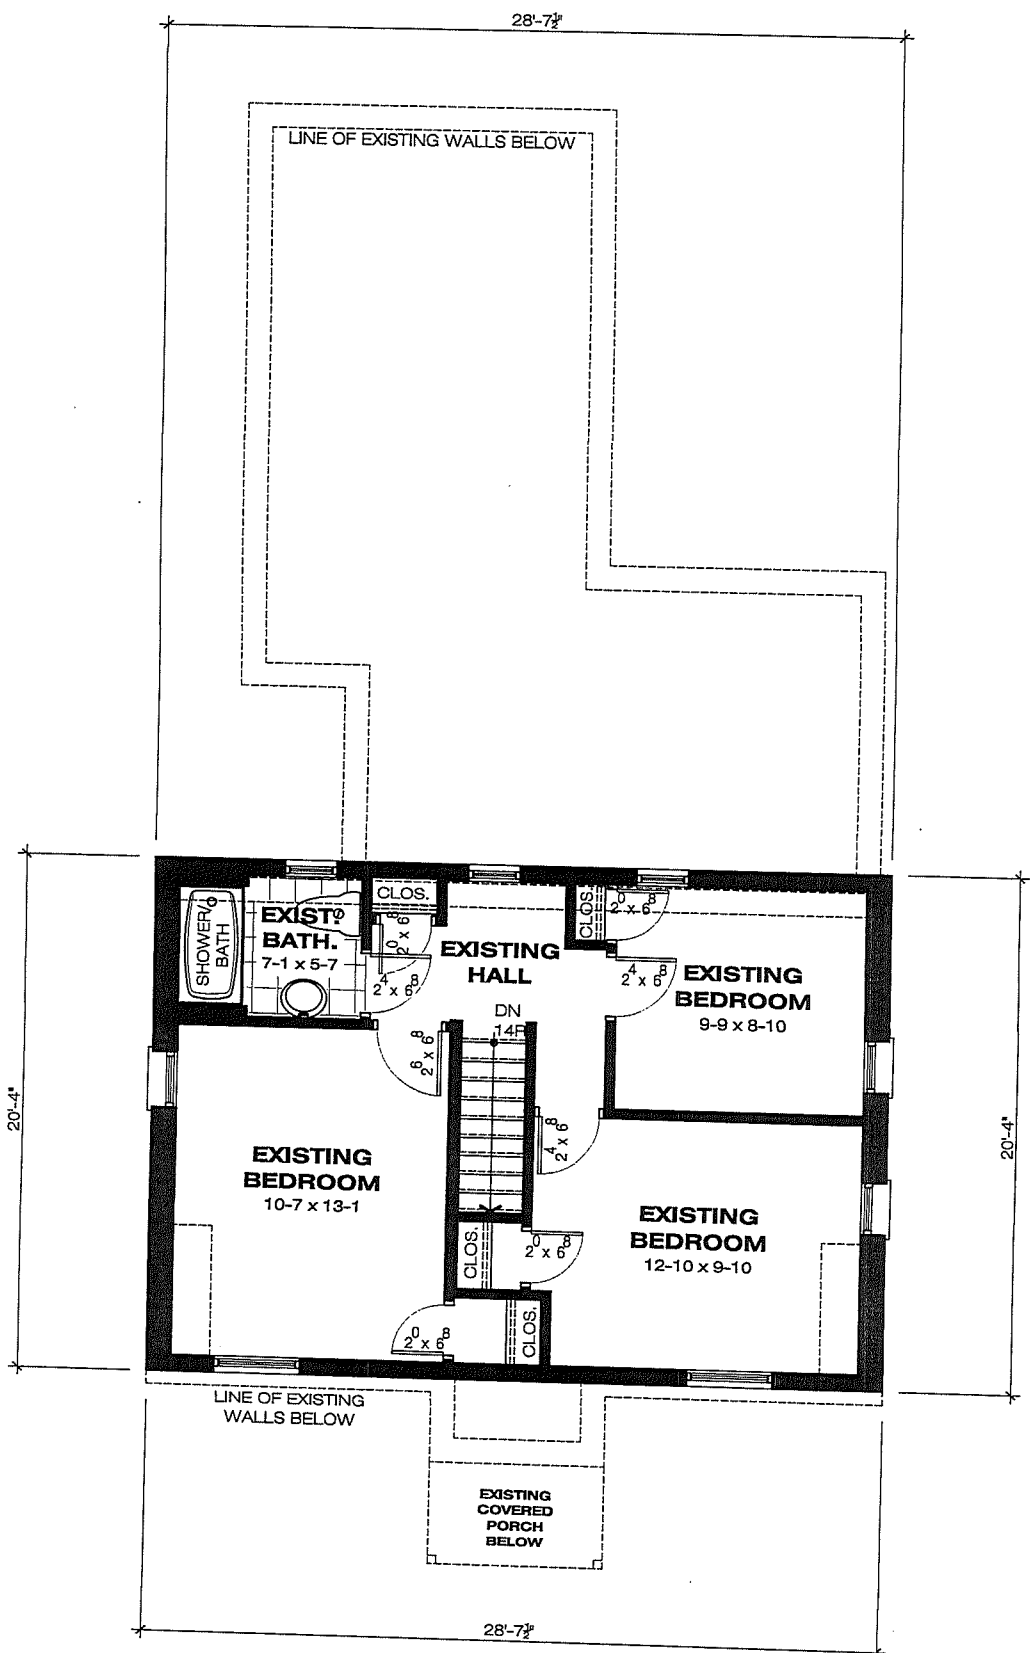 28'-7½"
LINE OF EXISTING WALLS BELOW
CLOS.
SHOWER/
BATH
EXIST.
BATH.
7-1 x 5-7
2⁰ x 6⁸
2⁴ x 6⁸
EXISTING
HALL
CLOS.
2⁰ x 6⁸
2⁴ x 6⁸
EXISTING
BEDROOM
9-9 x 8-10
DN
14R
2⁶ x 6⁸
20'-4"
20'-4"
2⁴ x 6⁸
EXISTING
BEDROOM
10-7 x 13-1
EXISTING
BEDROOM
12-10 x 9-10
CLOS.
2⁰ x 6⁸
2⁰ x 6⁸
CLOS.
LINE OF EXISTING
WALLS BELOW
EXISTING
COVERED
PORCH
BELOW
28'-7½"